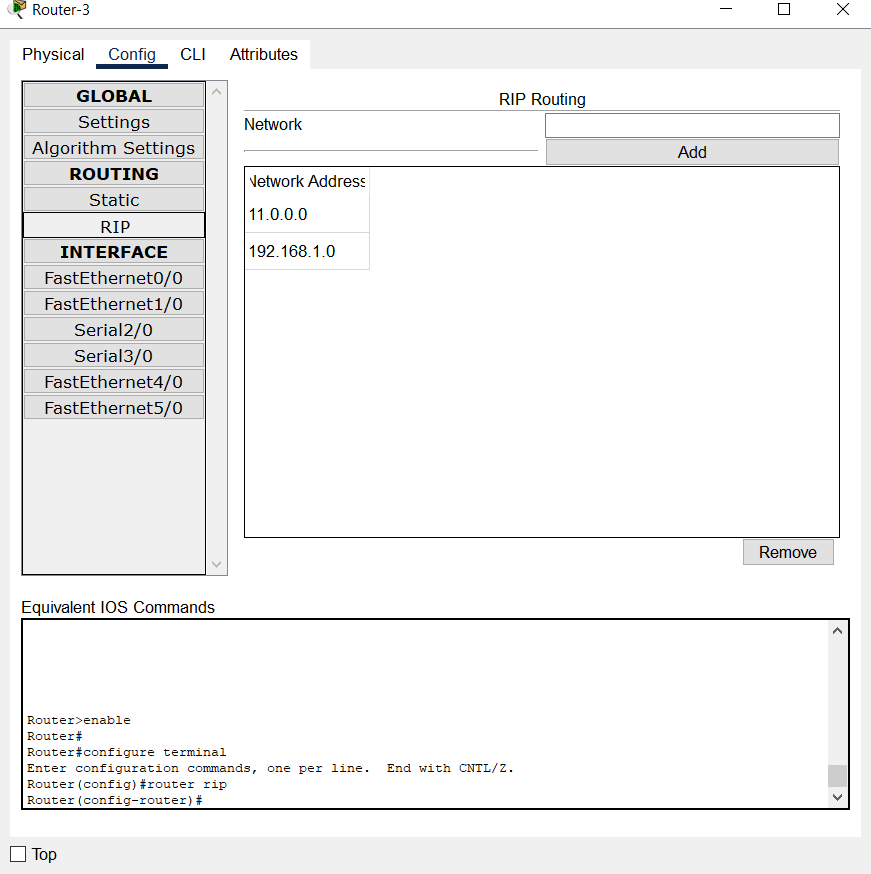 Router-3
Physical Config CLI Attributes
GLOBAL
Settings
Algorithm Settings
ROUTING
Static
RIP
INTERFACE
FastEthernet0/0
FastEthernet1/0
Serial2/0
Serial3/0
FastEthernet4/0
FastEthernet5/0
RIP Routing
Network
Add
Network Address
11.0.0.0
192.168.1.0
Remove
Equivalent IOS Commands
Router>enable
Router#
Router#configure terminal
Enter configuration commands, one per line.  End with CNTL/Z.
Router(config)#router rip
Router(config-router)#
Top